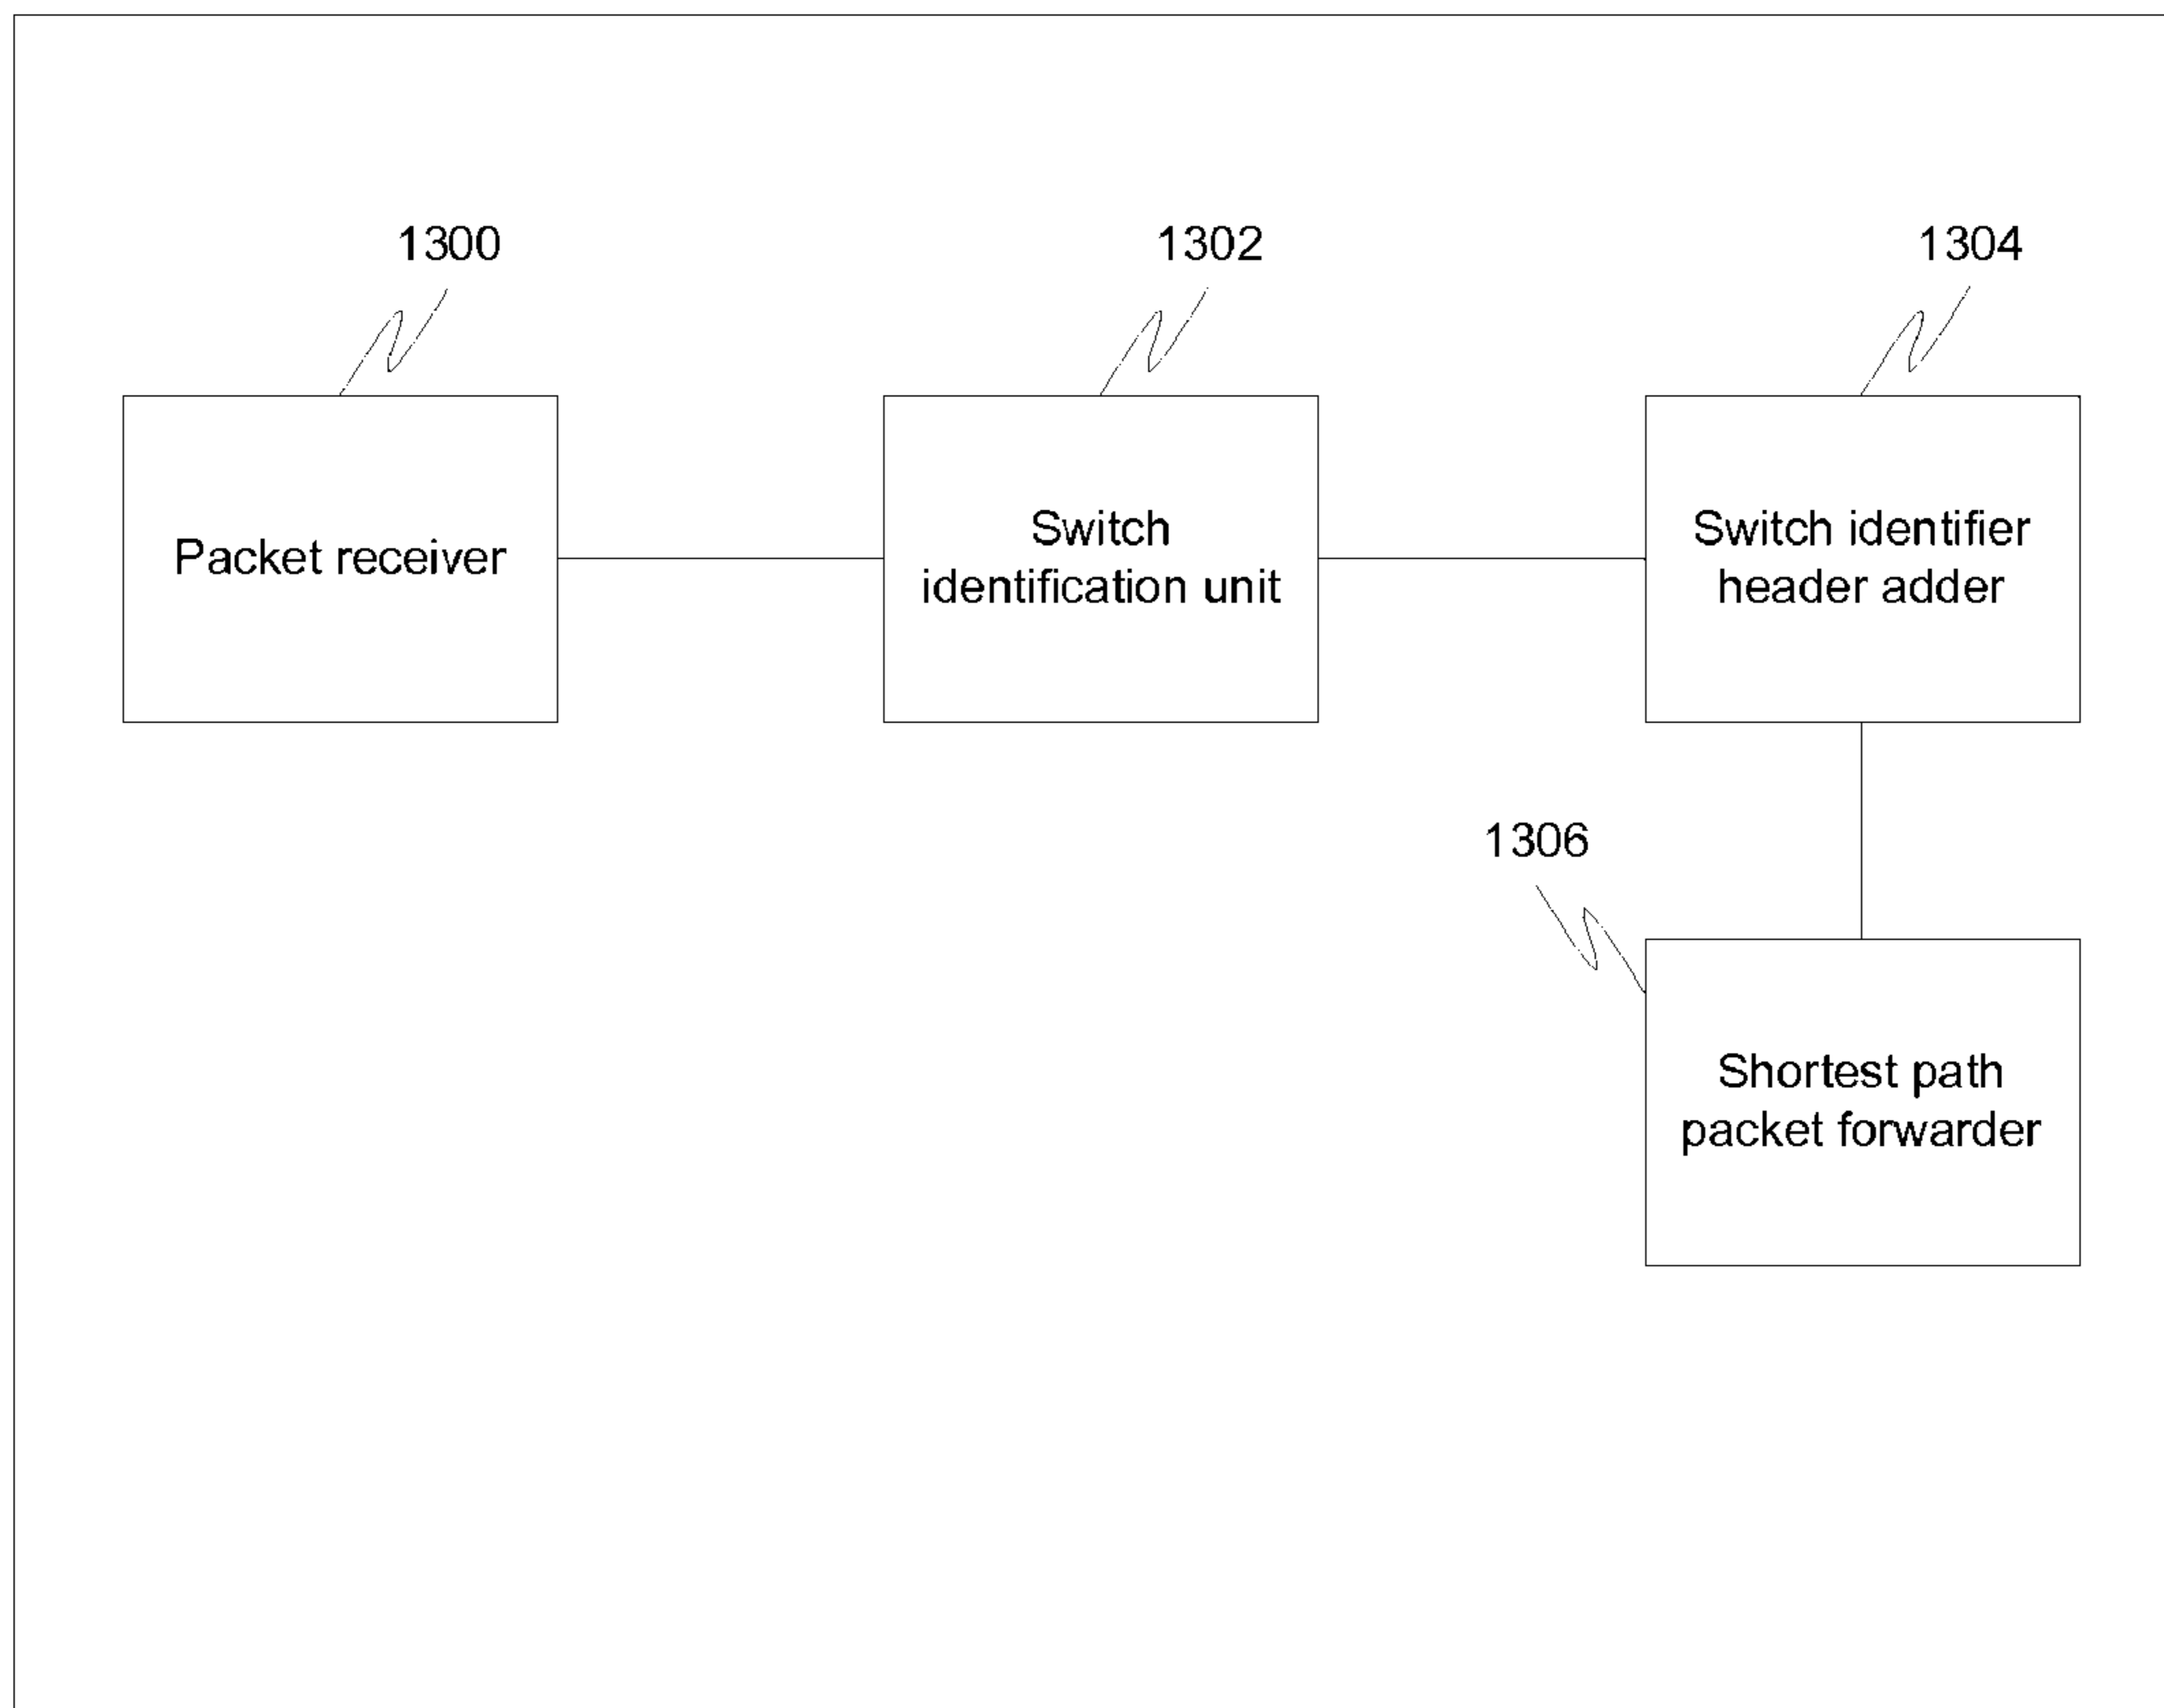 1300
1302
1304
Packet receiver
Switch
identification unit
Switch identifier
header adder
1306
Shortest path
packet forwarder